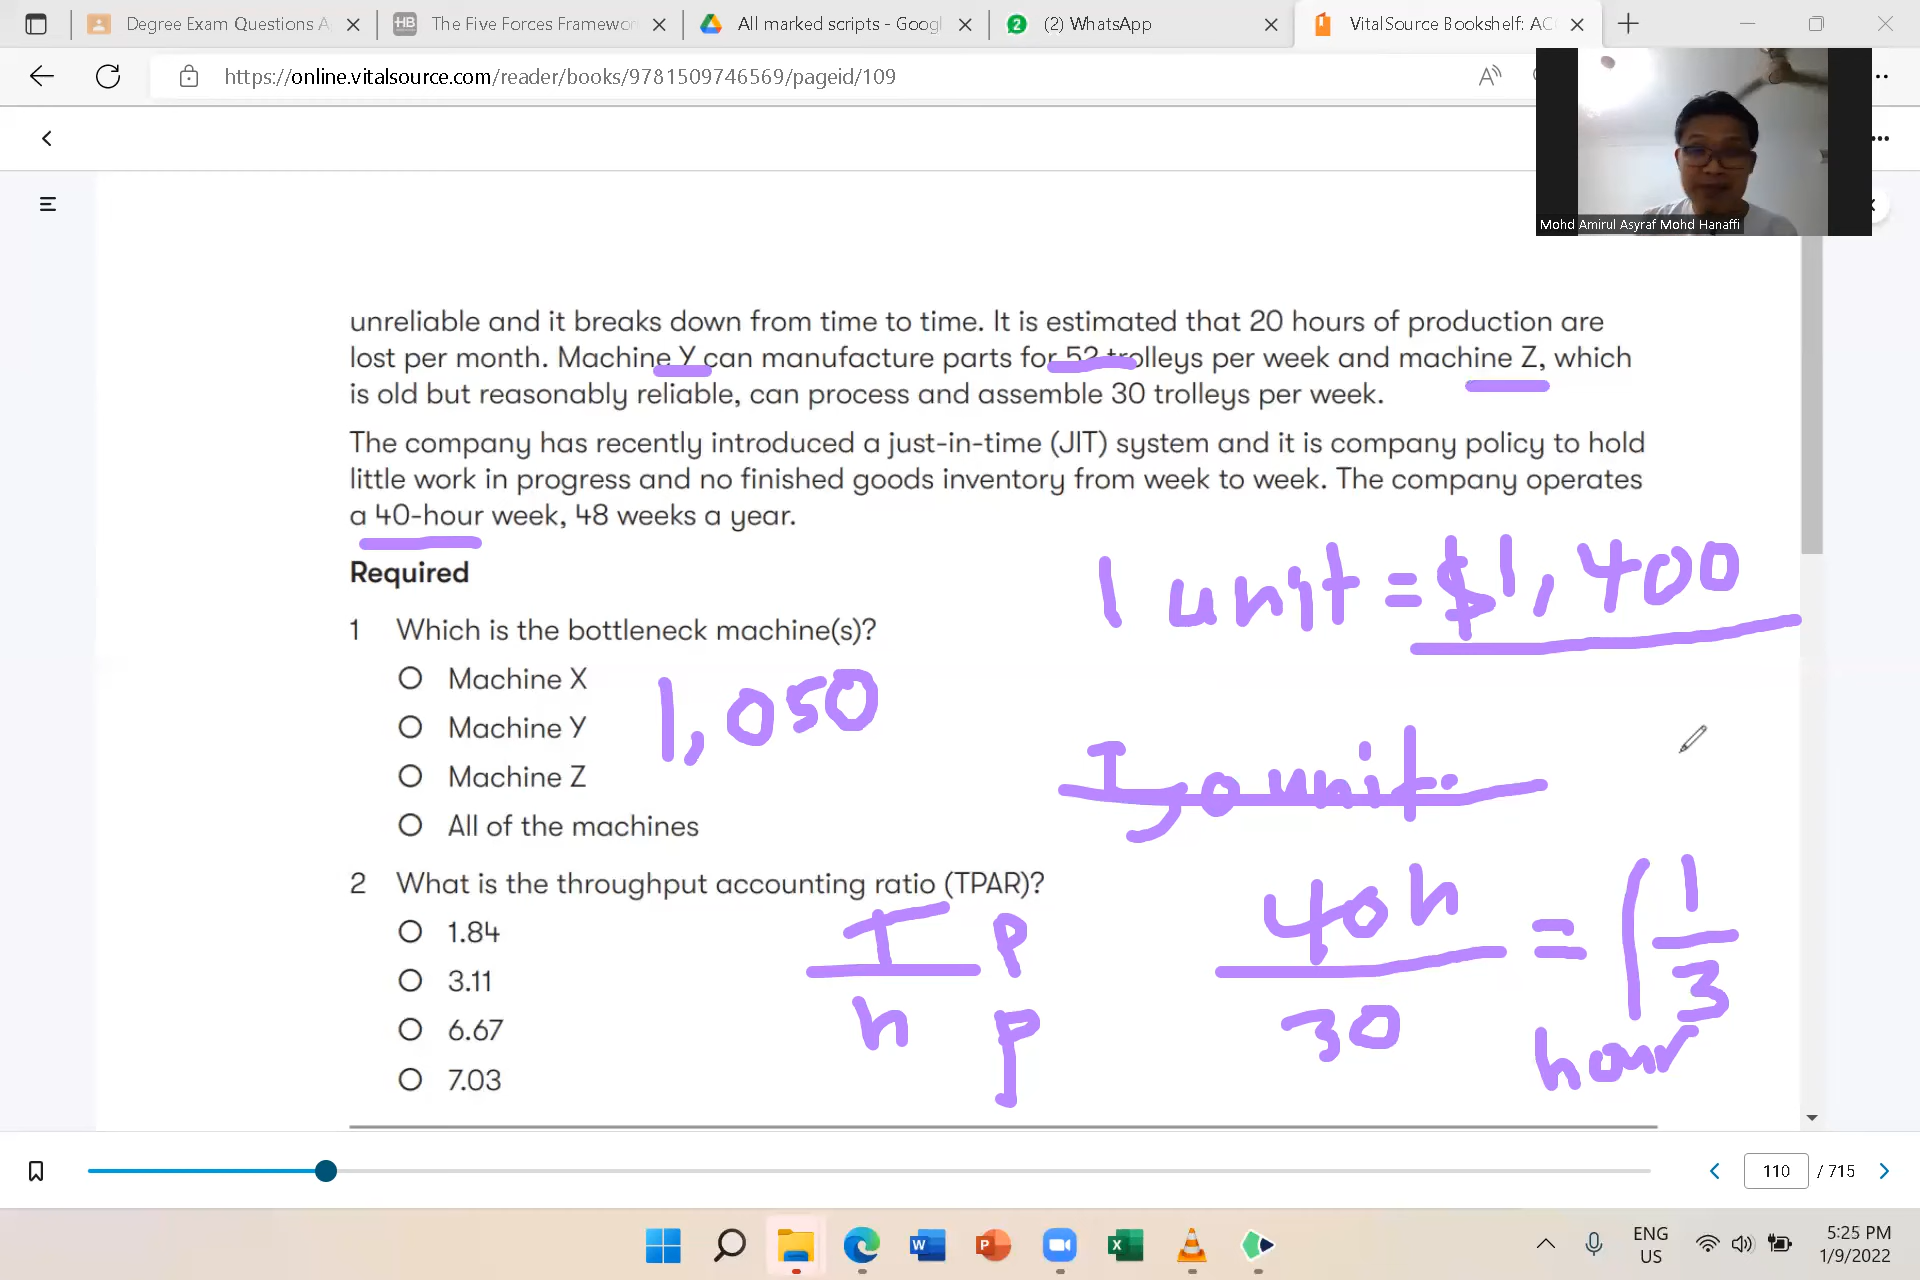 Degree Exam Questions A
The Five Forces Framewor
All marked scripts - Googl
(2) WhatsApp
VitalSource Bookshelf: AC
https://online.vitalsource.com/reader/books/9781509746569/pageid/109
Mohd Amirul Asyraf Mohd Hanaffi
unreliable and it breaks down from time to time. It is estimated that 20 hours of production are
lost per month. Machine Y can manufacture parts for 52 trolleys per week and machine Z, which
is old but reasonably reliable, can process and assemble 30 trolleys per week.
The company has recently introduced a just-in-time (JIT) system and it is company policy to hold
little work in progress and no finished goods inventory from week to week. The company operates
a 40-hour week, 48 weeks a year.
Required
1 unit = $1,400
1 Which is the bottleneck machine(s)?
Machine X
1,050
Machine Y
Machine Z
unit
All of the machines
2 What is the throughput accounting ratio (TPAR)?
1.84
3.11
6.67
7.03
T P
h P
40h
30
= 1 1/3
hour
110 / 715
ENG
US
5:25 PM
1/9/2022